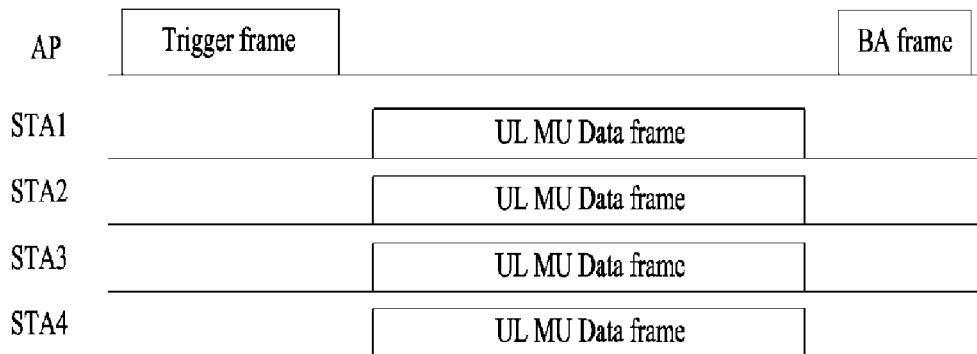 AP
Trigger frame
BA frame
STA1
UL MU Data frame
STA2
UL MU Data frame
STA3
UL MU Data frame
STA4
UL MU Data frame